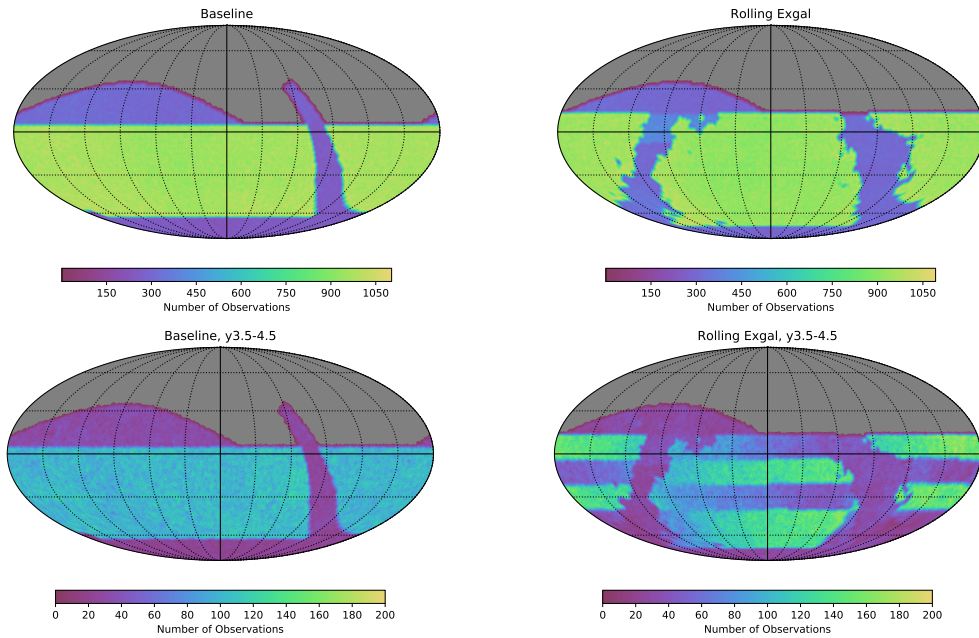 Baseline
Rolling Exgal
150 300 450 600 750 900 1050
Number of Observations
150 300 450 600 750 900 1050
Number of Observations
Baseline, y3.5-4.5
Rolling Exgal, y3.5-4.5
0 20 40 60 80 100 120 140 160 180 200
Number of Observations
0 20 40 60 80 100 120 140 160 180 200
Number of Observations